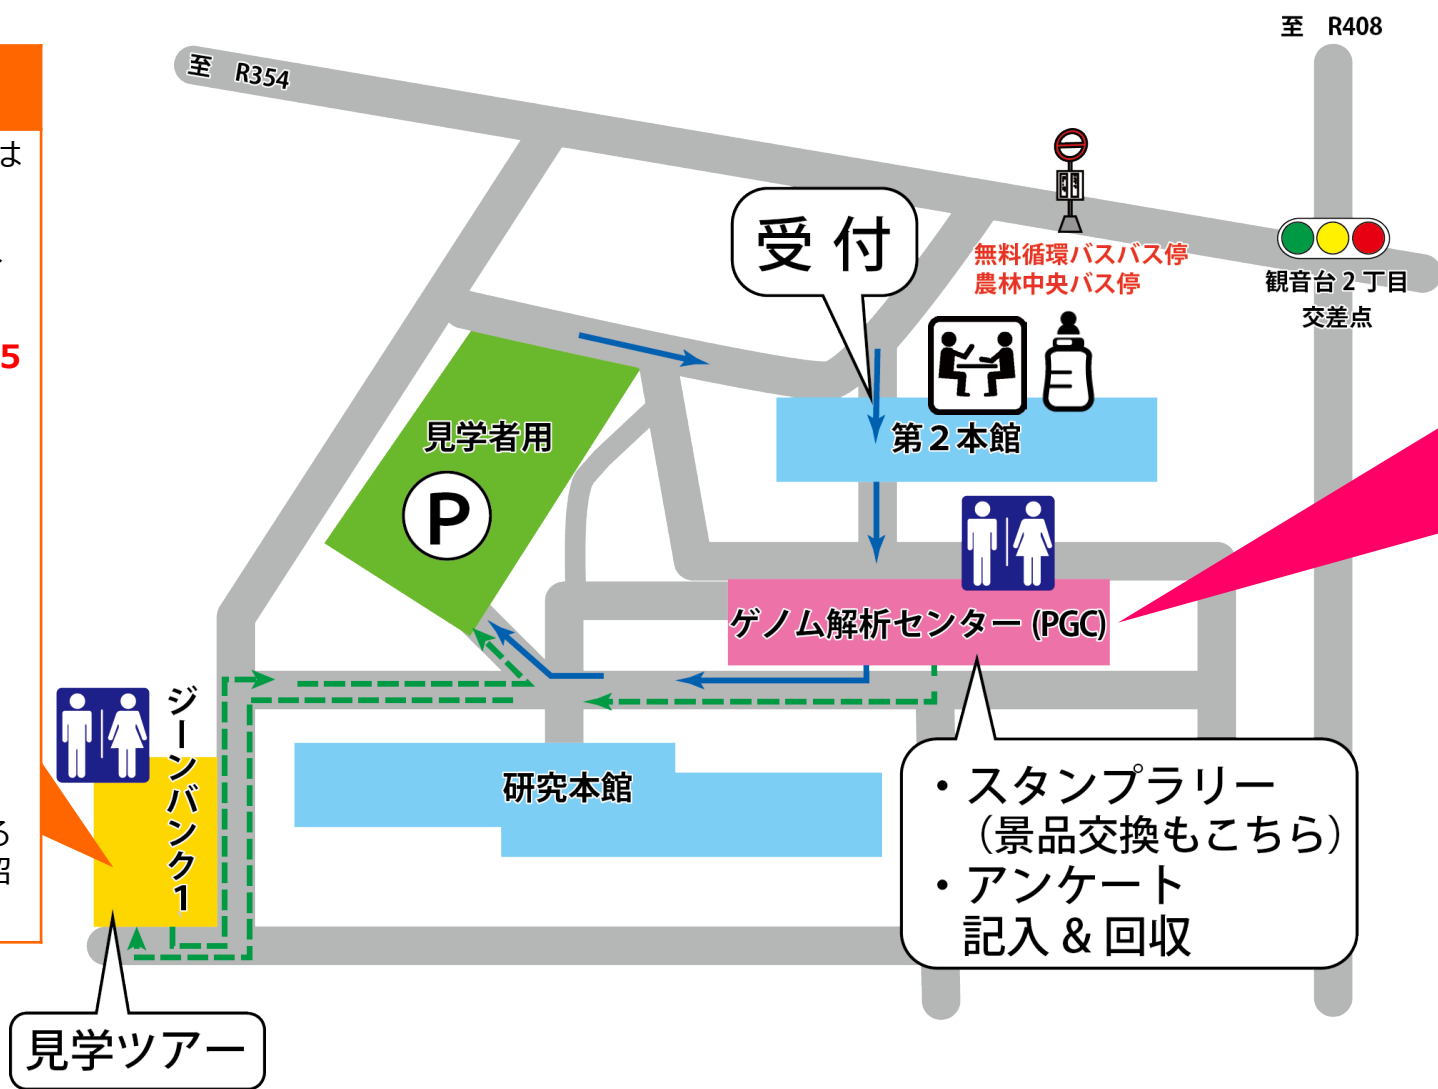 至 R408
至 R354
は
受付
無料循環バスバス停
農林中央バス停
観音台2丁目
交差点
5
見学者用
P
第2本館
ゲノム解析センター(PGC)
ジーンバンク1
研究本館
・スタンプラリー
（景品交換もこちら）
・アンケート
記入 & 回収
る
沼
見学ツアー